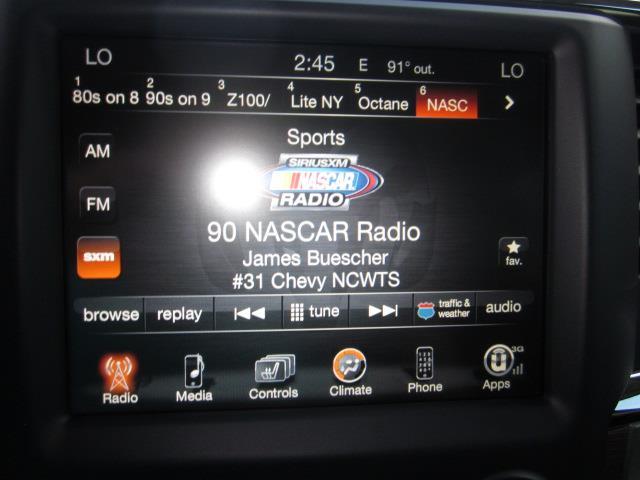 LO 2:45 E 91° out. LO
1 80s on 8 2 90s on 9 3 Z100/ 4 Lite NY 5 Octane 6 NASC >
Sports
AM
SIRIUSXM
NASCAR
RADIO
FM
90 NASCAR Radio
James Buescher
sxm
fav.
#31 Chevy NCWTS
browse replay tune traffic & weather audio
3G
Radio Media Controls Climate Phone Apps